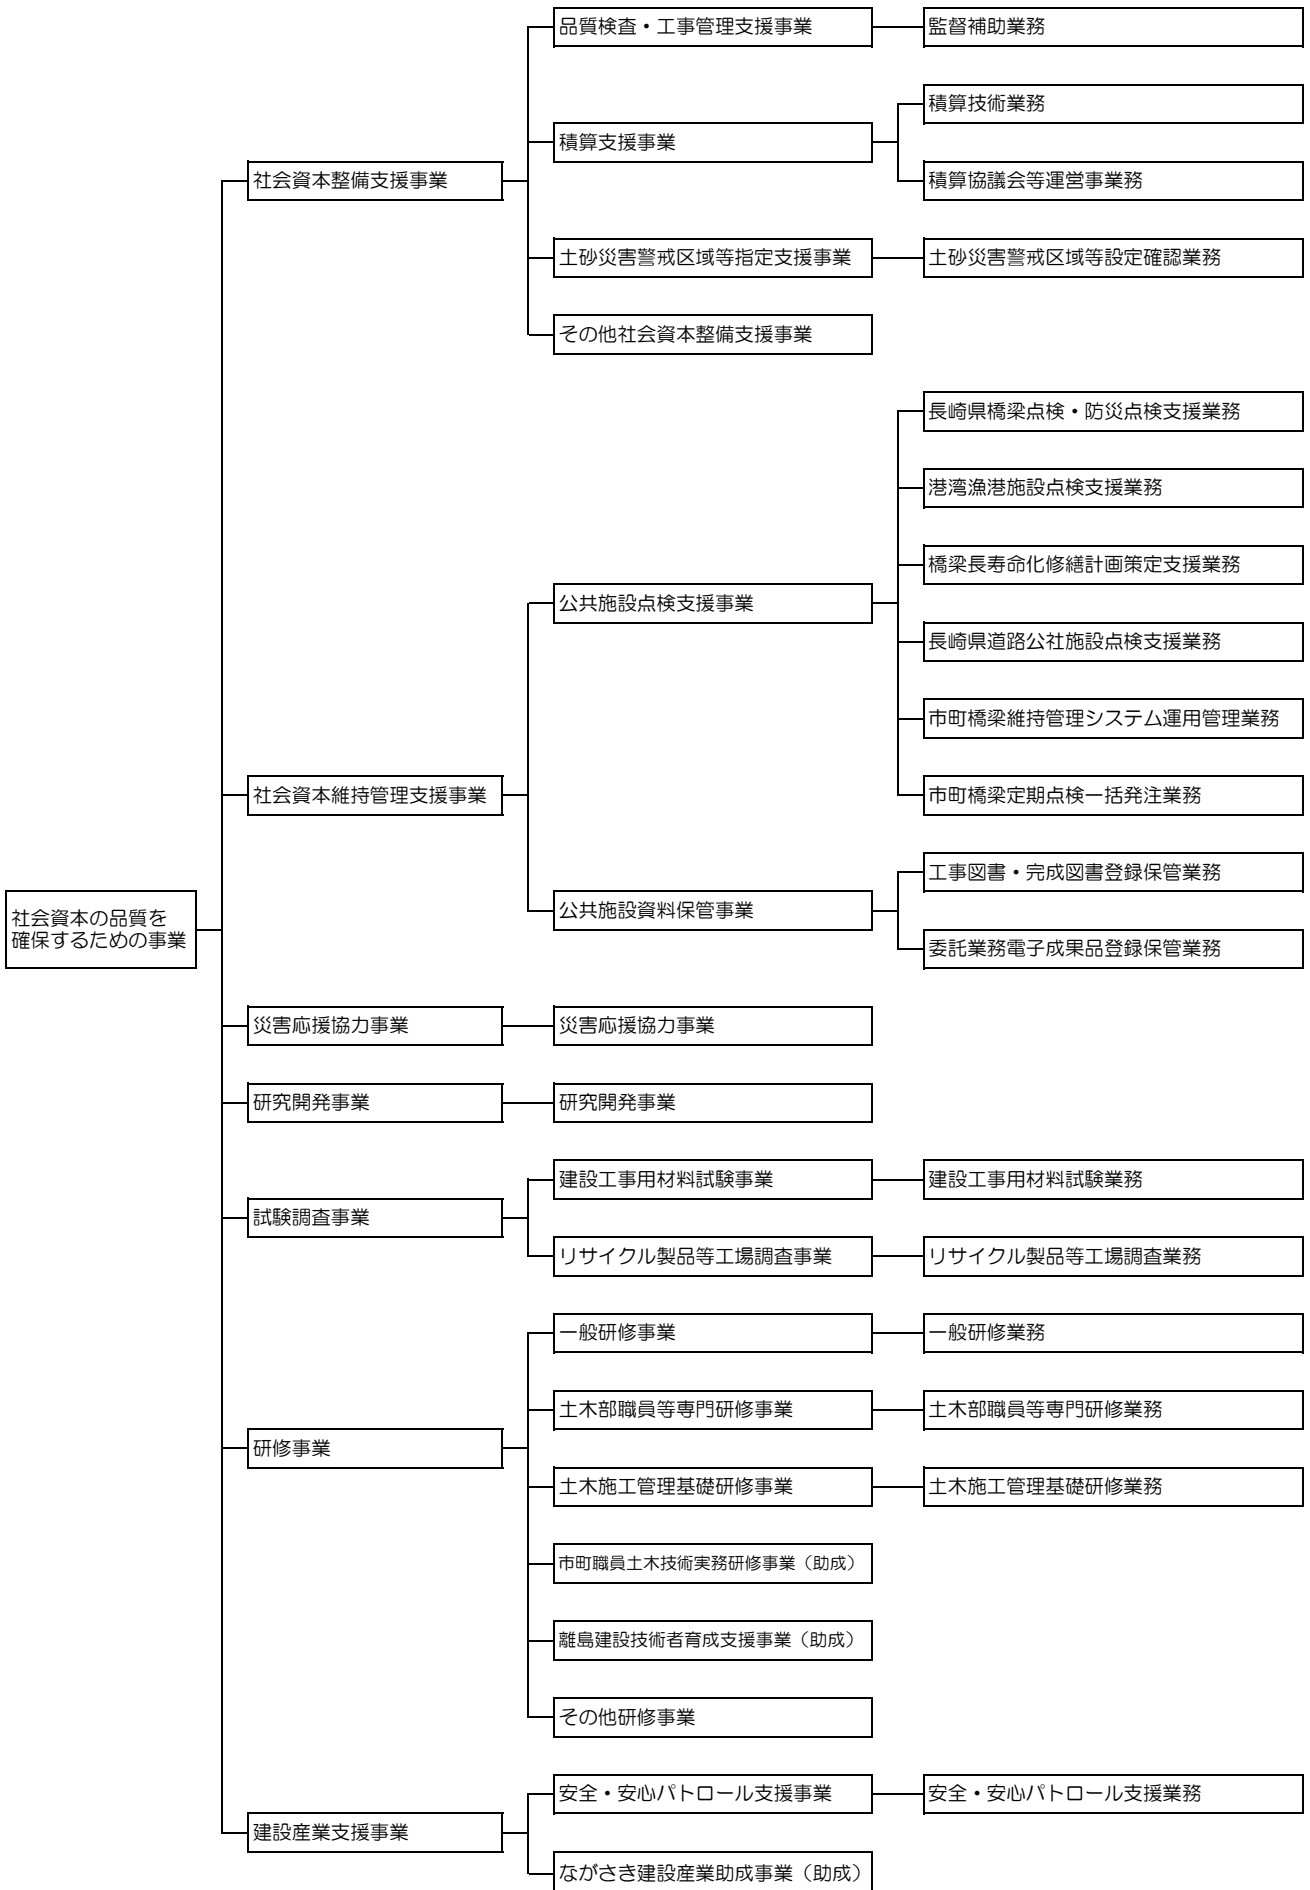 社会資本の品質を
確保するための事業
社会資本整備支援事業
品質検査・工事管理支援事業
監督補助業務
積算支援事業
積算技術業務
積算協議会等運営事業務
土砂災害警戒区域等指定支援事業
土砂災害警戒区域等設定確認業務
その他社会資本整備支援事業
社会資本維持管理支援事業
公共施設点検支援事業
長崎県橋梁点検・防災点検支援業務
港湾漁港施設点検支援業務
橋梁長寿命化修繕計画策定支援業務
長崎県道路公社施設点検支援業務
市町橋梁維持管理システム運用管理業務
市町橋梁定期点検一括発注業務
公共施設資料保管事業
工事図書・完成図書登録保管業務
委託業務電子成果品登録保管業務
災害応援協力事業
災害応援協力事業
研究開発事業
研究開発事業
試験調査事業
建設工事用材料試験事業
建設工事用材料試験業務
リサイクル製品等工場調査事業
リサイクル製品等工場調査業務
研修事業
一般研修事業
一般研修業務
土木部職員等専門研修事業
土木部職員等専門研修業務
土木施工管理基礎研修事業
土木施工管理基礎研修業務
市町職員土木技術実務研修事業（助成）
離島建設技術者育成支援事業（助成）
その他研修事業
建設産業支援事業
安全・安心パトロール支援事業
安全・安心パトロール支援業務
ながさき建設産業助成事業（助成）